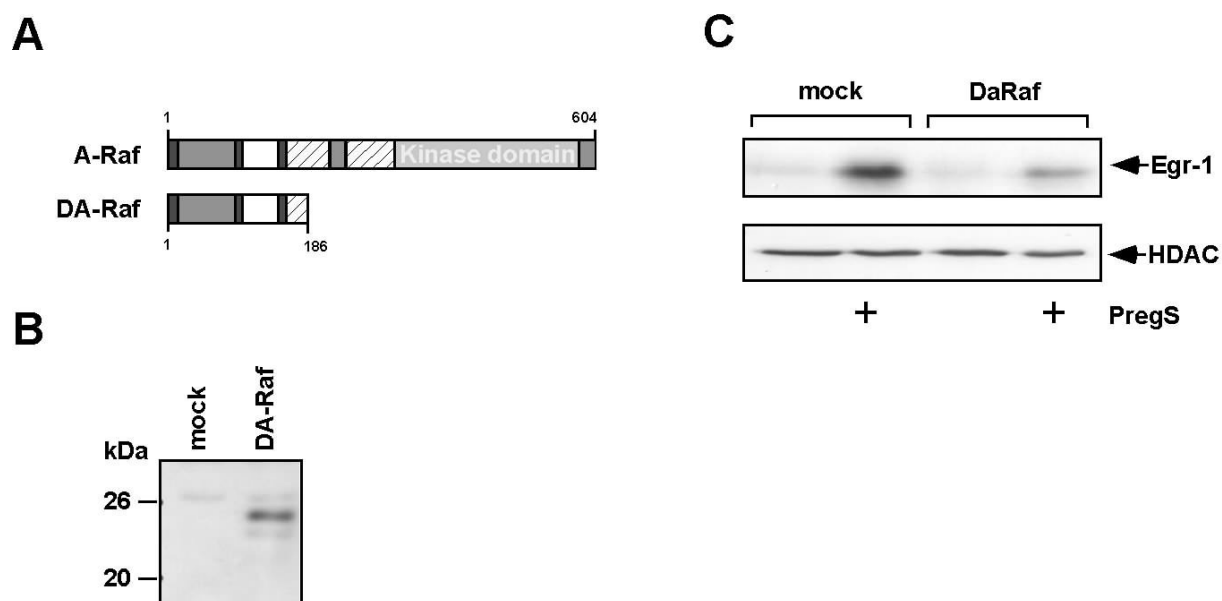 A
1 604
A-Raf Kinase domain
DA-Raf
1 186
B
mock DA-Raf
kDa
26
20
C
mock DaRaf
Egr-1
HDAC
+ + PregS